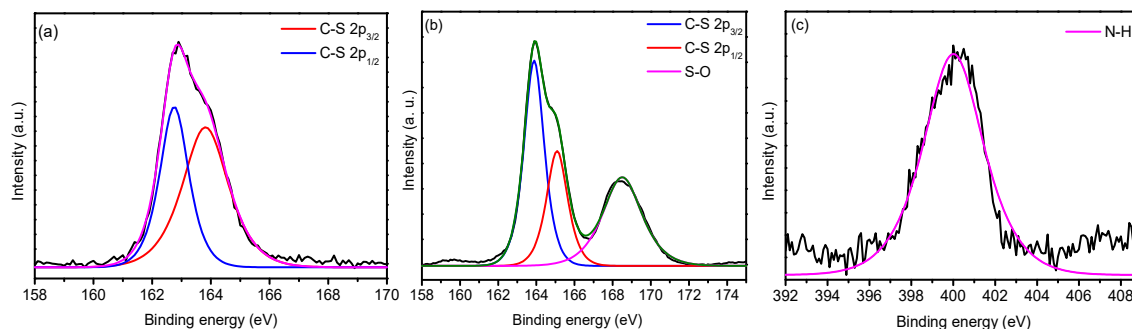 (a)
C-S 2p3/2
C-S 2p1/2
Intensity (a.u.)
158 160 162 164 166 168 170
Binding energy (eV)
(b)
C-S 2p3/2
C-S 2p1/2
S-O
Intensity (a. u.)
158 160 162 164 166 168 170 172 174
Binding energy (eV)
(c)
N-H
Intensity (a.u.)
392 394 396 398 400 402 404 406 408
Binding energy (eV)